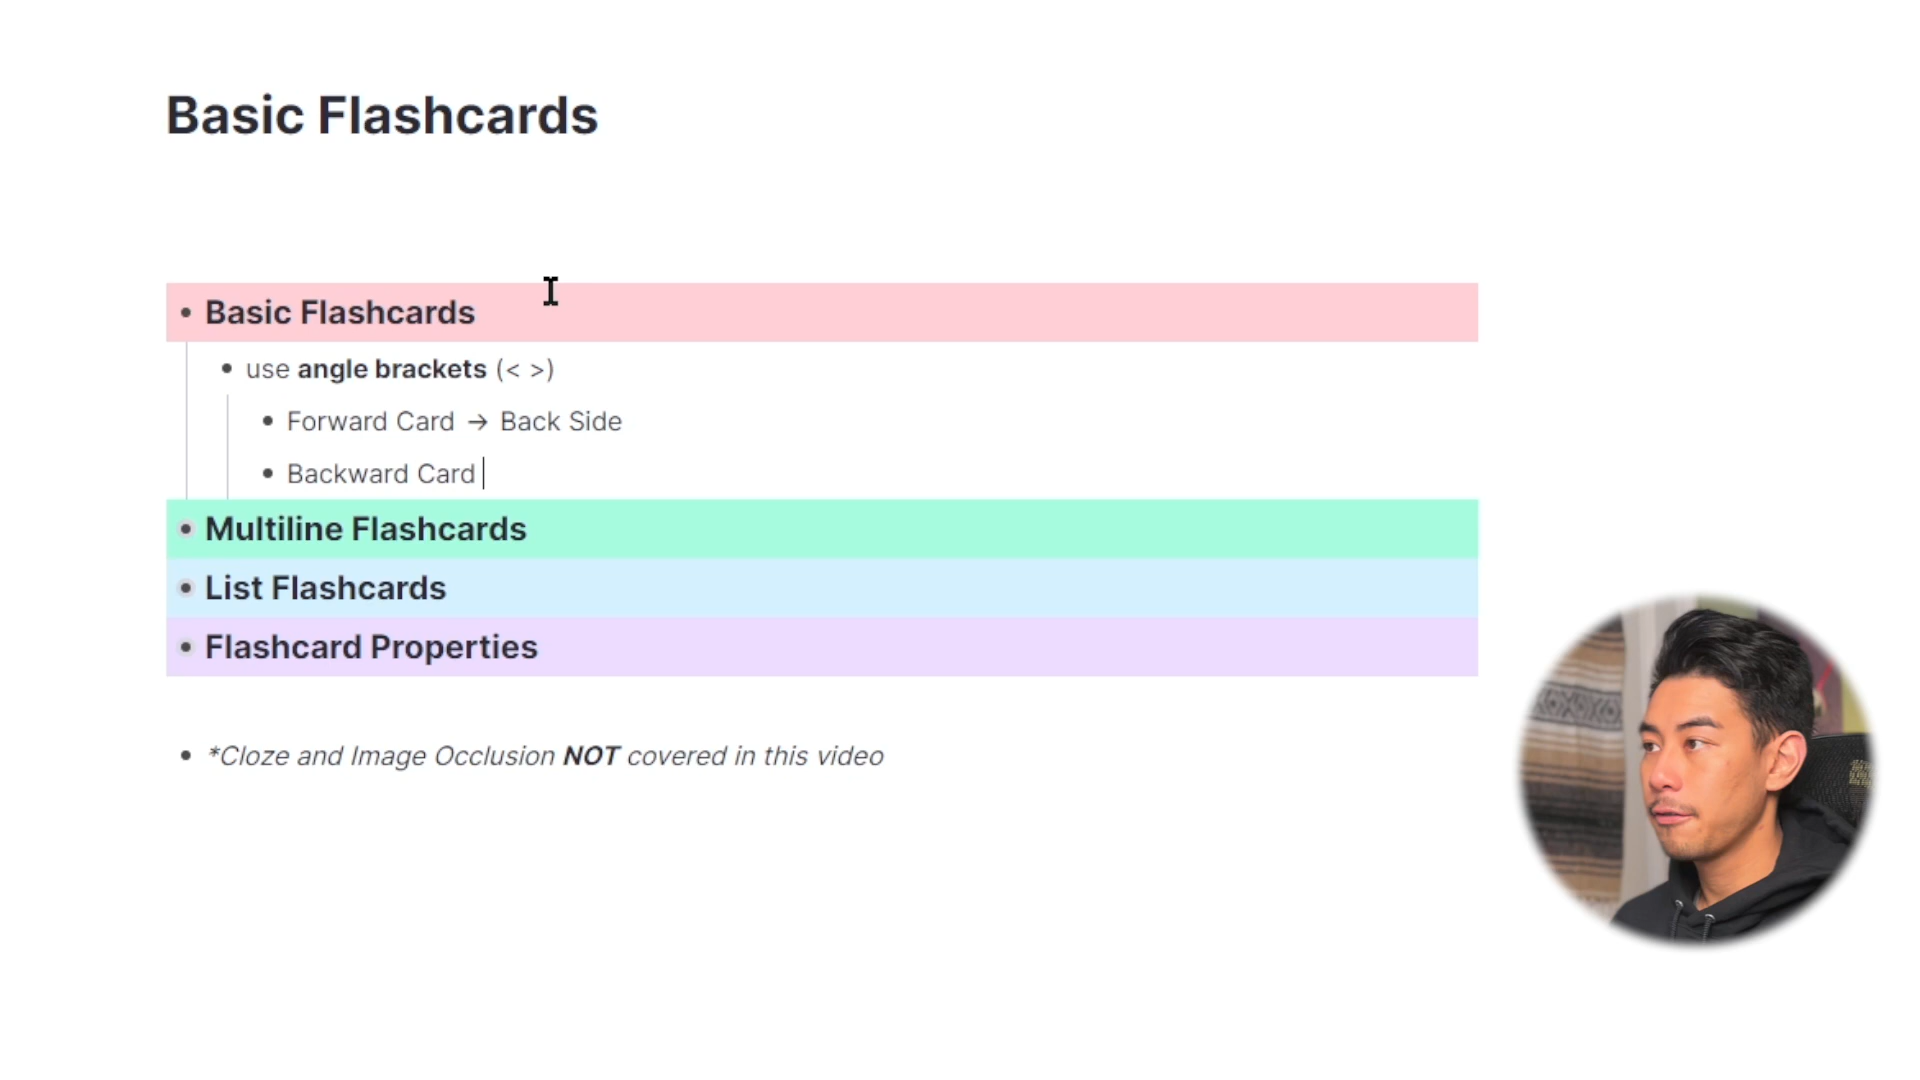 Basic Flashcards
Basic Flashcards
use angle brackets (< >)
Forward Card → Back Side
Backward Card
Multiline Flashcards
List Flashcards
Flashcard Properties
*Cloze and Image Occlusion NOT covered in this video